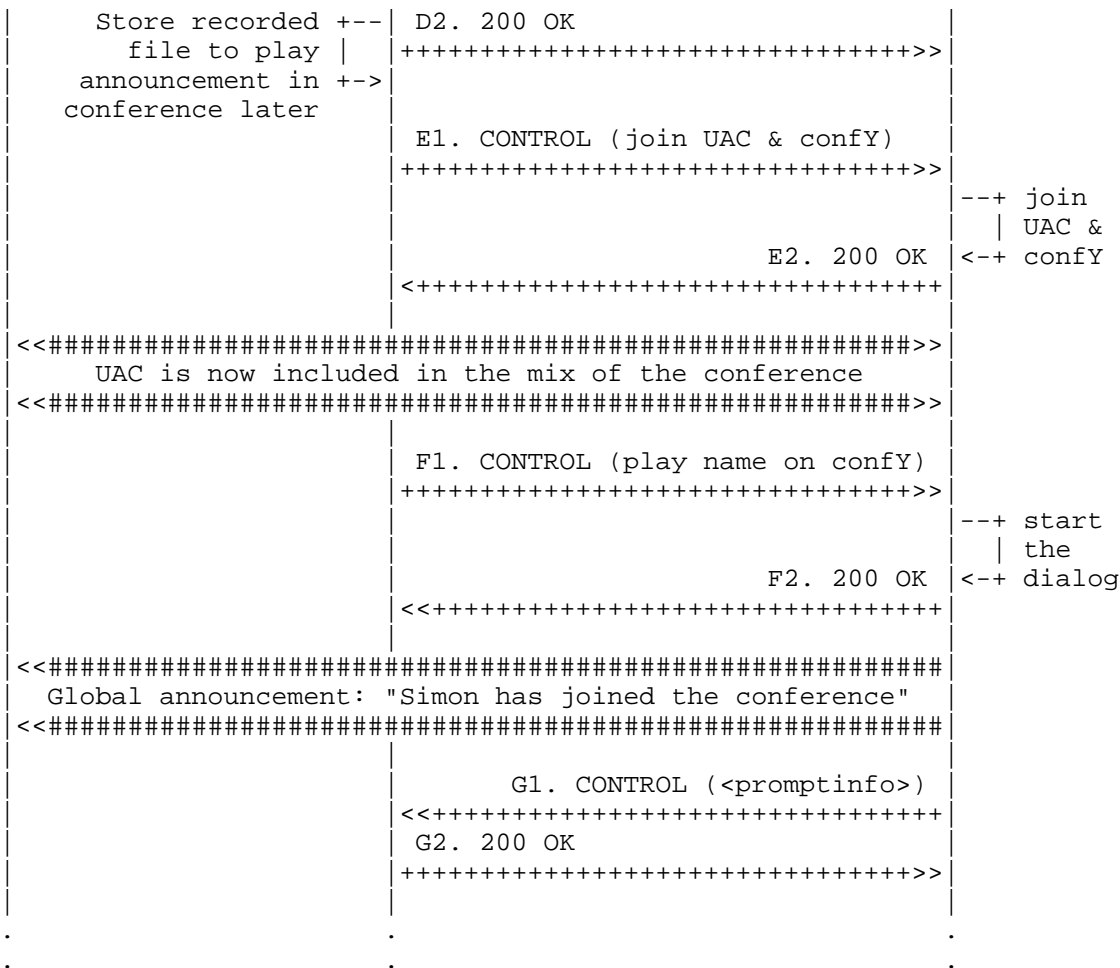 |     Store recorded +--| D2. 200 OK                       |
|       file to play |  |++++++++++++++++++++++++++++++++>>|
|    announcement in +->|                                  |
|   conference later    |                                  |
|                       | E1. CONTROL (join UAC & confY)   |
|                       |++++++++++++++++++++++++++++++++>>|
|                       |                                  |--+ join
|                       |                                  |  | UAC &
|                       |                       E2. 200 OK |<-+ confY
|                       |<+++++++++++++++++++++++++++++++++|
|                       |                                  |
|<<######################################################>>|
|     UAC is now included in the mix of the conference     |
|<<######################################################>>|
|                       |                                  |
|                       | F1. CONTROL (play name on confY) |
|                       |++++++++++++++++++++++++++++++++>>|
|                       |                                  |--+ start
|                       |                                  |  | the
|                       |                       F2. 200 OK |<-+ dialog
|                       |<<++++++++++++++++++++++++++++++++|
|                       |                                  |
|<<########################################################|
|  Global announcement: "Simon has joined the conference"  |
|<<########################################################|
|                       |                                  |
|                       |       G1. CONTROL (<promptinfo>) |
|                       |<<++++++++++++++++++++++++++++++++|
|                       | G2. 200 OK                       |
|                       |++++++++++++++++++++++++++++++++>>|
|                       |                                  |
.                       .                                  .
.                       .                                  .